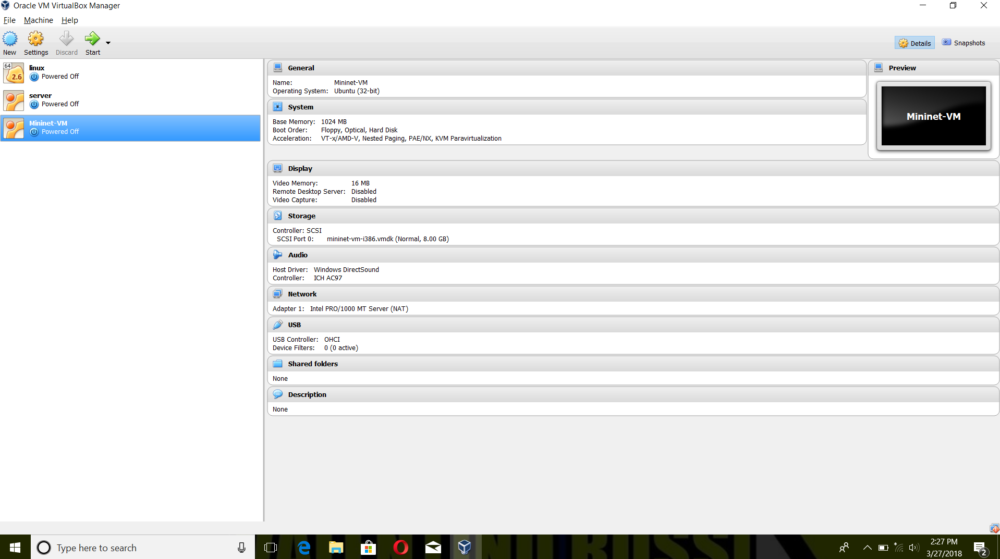 Oracle VM VirtualBox Manager
File Machine Help
New Settings Discard Start
Details Snapshots
64
2.6
linux
Powered Off
server
Powered Off
Mininet-VM
Powered Off
General
Name: Mininet-VM
Operating System: Ubuntu (32-bit)
System
Base Memory: 1024 MB
Boot Order: Floppy, Optical, Hard Disk
Acceleration: VT-x/AMD-V, Nested Paging, PAE/NX, KVM Paravirtualization
Preview
Mininet-VM
Display
Video Memory: 16 MB
Remote Desktop Server: Disabled
Video Capture: Disabled
Storage
Controller: SCSI
SCSI Port 0: mininet-vm-i386.vmdk (Normal, 8.00 GB)
Audio
Host Driver: Windows DirectSound
Controller: ICH AC97
Network
Adapter 1: Intel PRO/1000 MT Server (NAT)
USB
USB Controller: OHCI
Device Filters: 0 (0 active)
Shared folders
None
Description
None
Type here to search
2:27 PM
3/27/2018
2